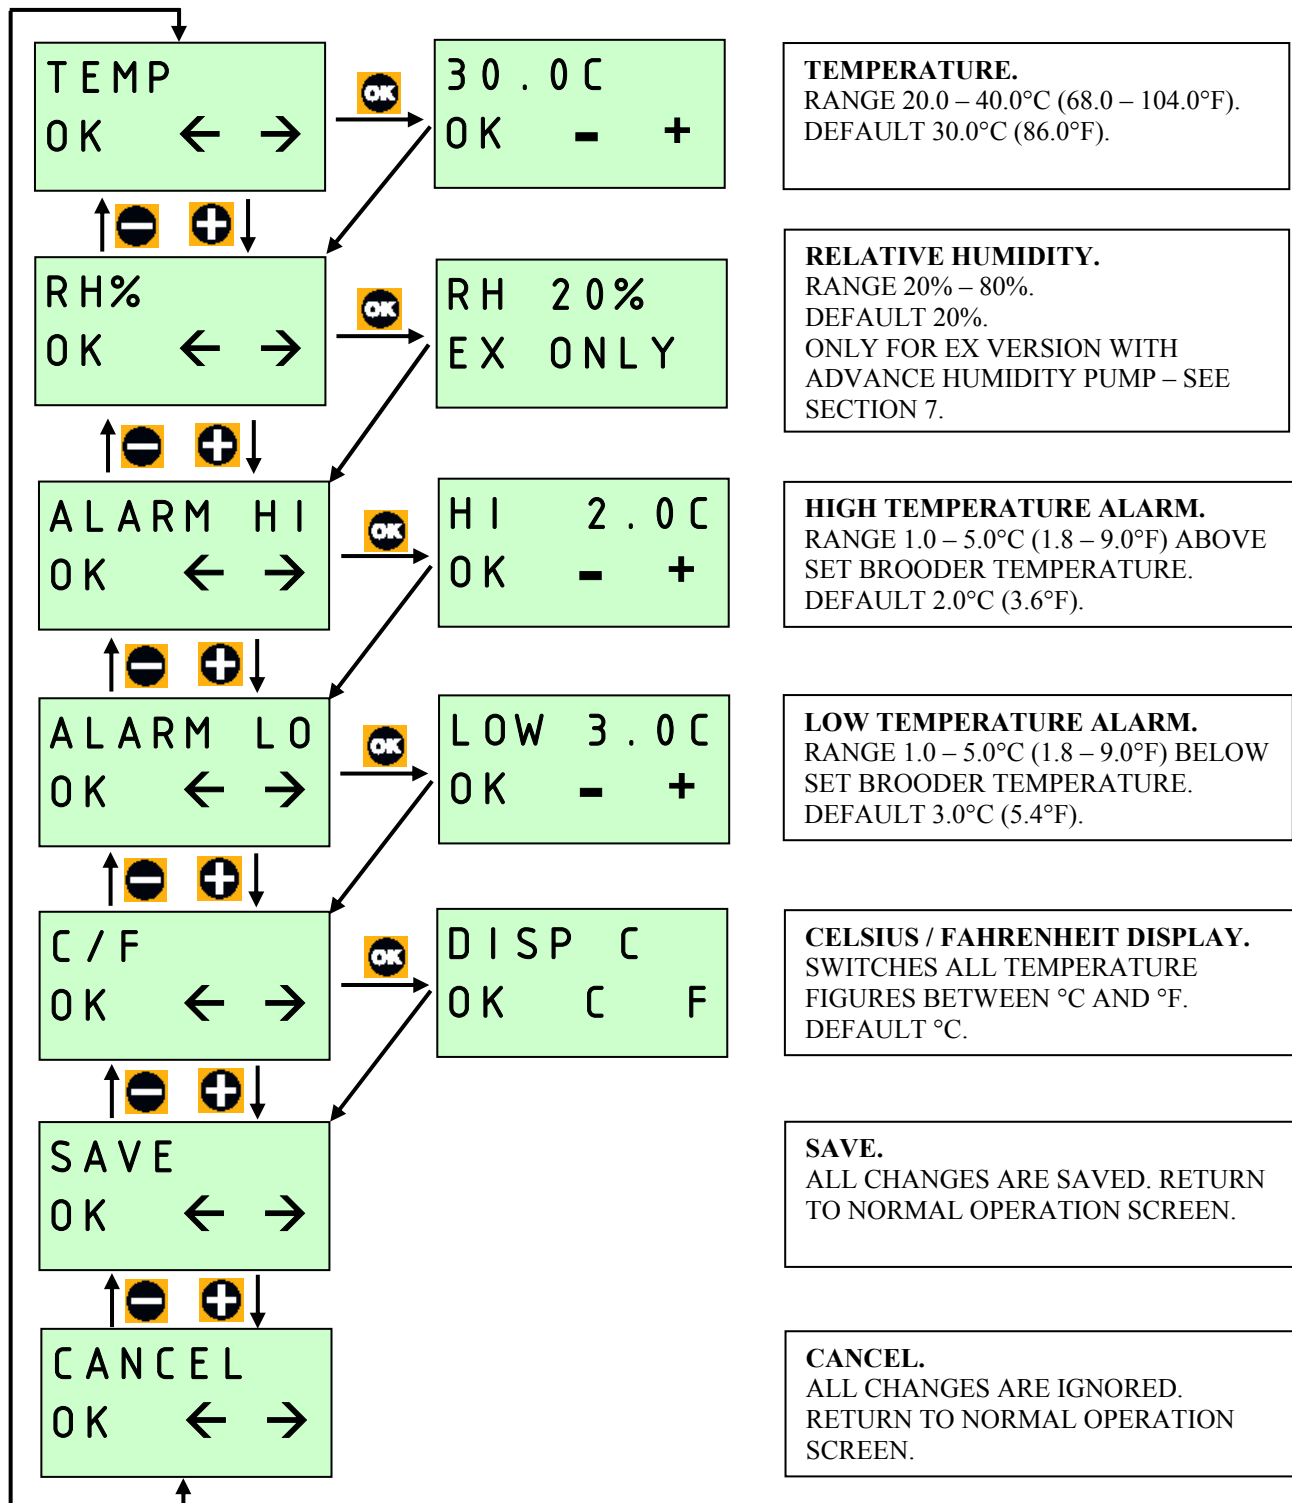 TEMP
OK ← →
OK
30.0C
OK - +
TEMPERATURE.
RANGE 20.0 – 40.0°C (68.0 – 104.0°F).
DEFAULT 30.0°C (86.0°F).
RH%
OK ← →
OK
RH 20%
EX ONLY
RELATIVE HUMIDITY.
RANGE 20% – 80%.
DEFAULT 20%.
ONLY FOR EX VERSION WITH
ADVANCE HUMIDITY PUMP – SEE
SECTION 7.
ALARM HI
OK ← →
OK
HI 2.0C
OK - +
HIGH TEMPERATURE ALARM.
RANGE 1.0 – 5.0°C (1.8 – 9.0°F) ABOVE
SET BROODER TEMPERATURE.
DEFAULT 2.0°C (3.6°F).
ALARM LO
OK ← →
OK
LOW 3.0C
OK - +
LOW TEMPERATURE ALARM.
RANGE 1.0 – 5.0°C (1.8 – 9.0°F) BELOW
SET BROODER TEMPERATURE.
DEFAULT 3.0°C (5.4°F).
C/F
OK ← →
OK
DISP C
OK C F
CELSIUS / FAHRENHEIT DISPLAY.
SWITCHES ALL TEMPERATURE
FIGURES BETWEEN °C AND °F.
DEFAULT °C.
SAVE
OK ← →
SAVE.
ALL CHANGES ARE SAVED. RETURN
TO NORMAL OPERATION SCREEN.
CANCEL
OK ← →
CANCEL.
ALL CHANGES ARE IGNORED.
RETURN TO NORMAL OPERATION
SCREEN.